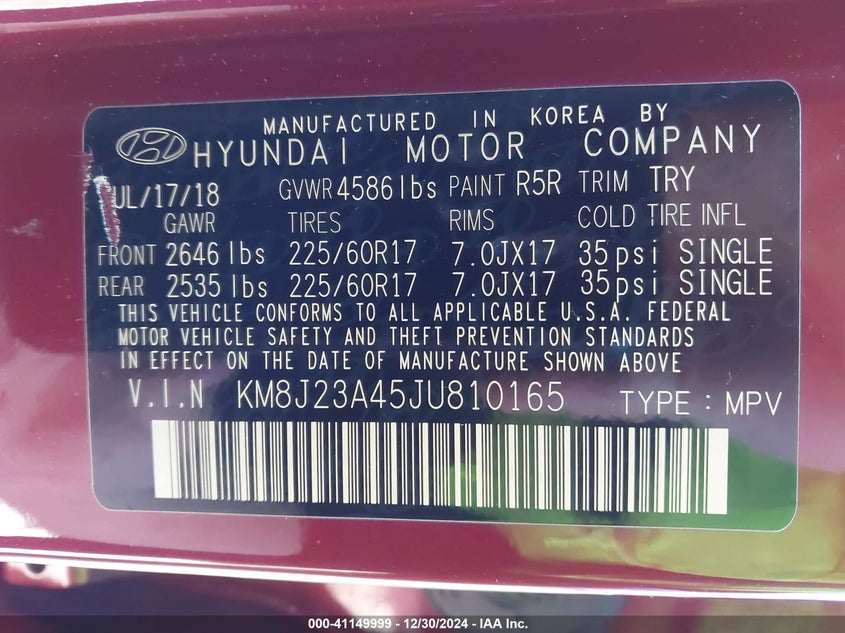 MANUFACTURED IN KOREA BY
HYUNDAI MOTOR COMPANY
UL/17/18 GVWR 4586lbs PAINT R5R TRIM TRY
GAWR TIRES RIMS COLD TIRE INFL
FRONT 2646 lbs 225/60R17 7.0JX17 35psi SINGLE
REAR 2535 lbs 225/60R17 7.0JX17 35psi SINGLE
THIS VEHICLE CONFORMS TO ALL APPLICABLE U.S.A. FEDERAL
MOTOR VEHICLE SAFETY AND THEFT PREVENTION STANDARDS
IN EFFECT ON THE DATE OF MANUFACTURE SHOWN ABOVE
V.I.N KM8J23A45JU810165 TYPE : MPV
000-41149999 - 12/30/2024 - IAA Inc.